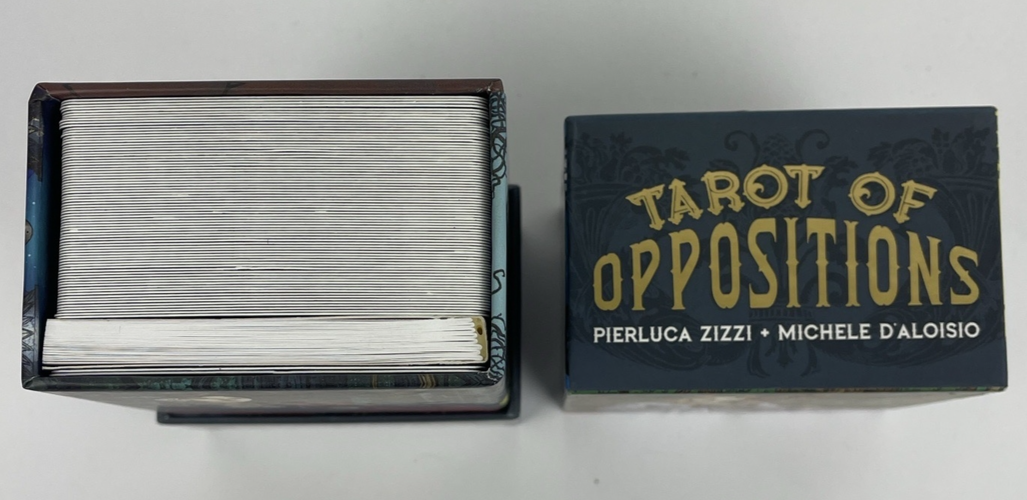 TAROT OF
OPPOSITIONS
PIERLUCA ZIZZI + MICHELE D'ALOISIO